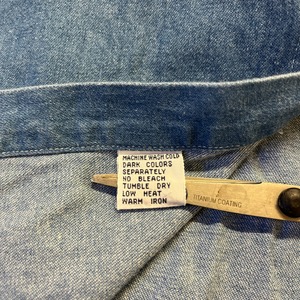 MACHINE WASH COLD
DARK COLORS
SEPARATELY
NO BLEACH
TUMBLE DRY
LOW HEAT
WARM IRON
TITANIUM COATING